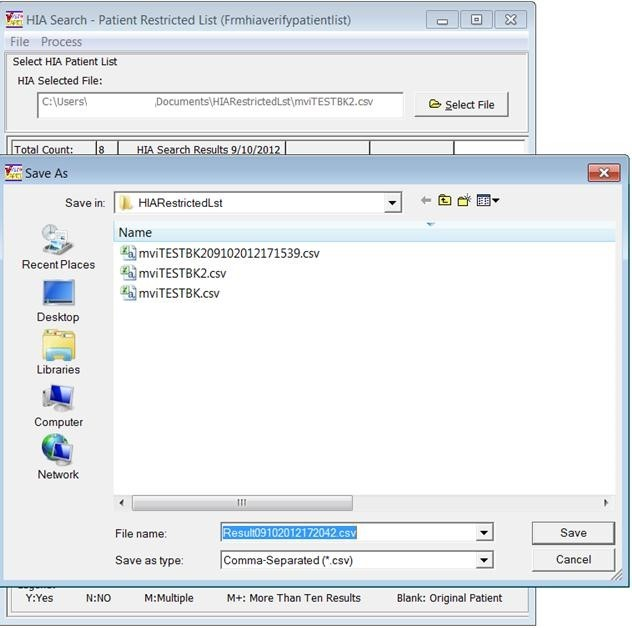 HIA Search - Patient Restricted List (Frmhiaverifypatientlist)
File Process
Select HIA Patient List
HIA Selected File:
C:\Users\ Documents\HIARestrictedLst\mviTESTBK2.csv
Select File
Total Count: 8 HIA Search Results 9/10/2012
Save As
Save in: HIARestrictedLst
Name
mviTESTBK209102012171539.csv
mviTESTBK2.csv
mviTESTBK.csv
Recent Places
Desktop
Libraries
Computer
Network
File name: Result09102012172042.csv Save
Save as type: Comma-Separated (*.csv) Cancel
Y:Yes N:NO M:Multiple M+: More Than Ten Results Blank: Original Patient